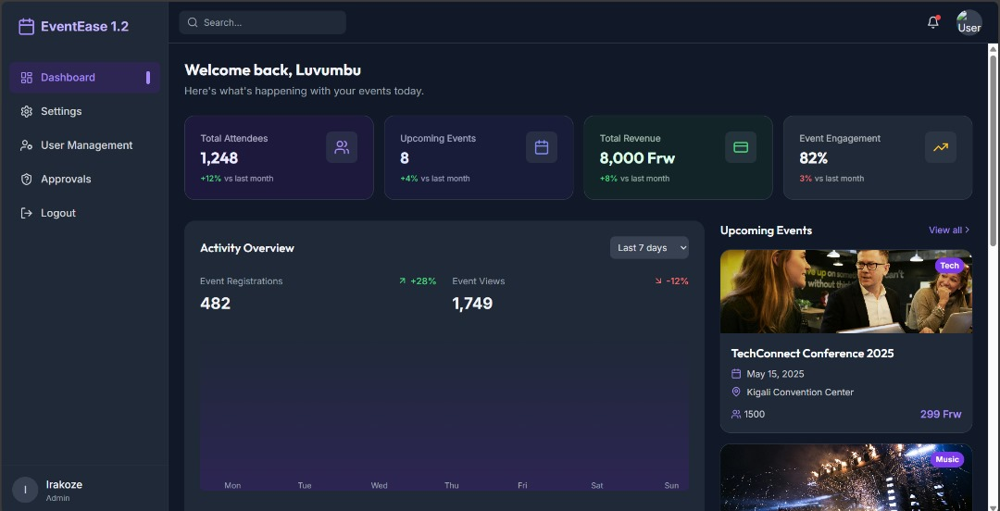 EventEase 1.2
Search...
User
Dashboard
Settings
User Management
Approvals
Logout
Irakoze
I
Admin
Welcome back, Luvumbu
Here's what's happening with your events today.
Total Attendees
1,248
+12% vs last month
Upcoming Events
8
+4% vs last month
Total Revenue
8,000 Frw
+8% vs last month
Event Engagement
82%
3% vs last month
Activity Overview
Last 7 days
Event Registrations
+28%
482
Event Views
-12%
1,749
Mon Tue Wed Thu Fri Sat Sun
Upcoming Events
View all
Tech
up on
can't
without
TechConnect Conference 2025
May 15, 2025
Kigali Convention Center
1500
299 Frw
Music